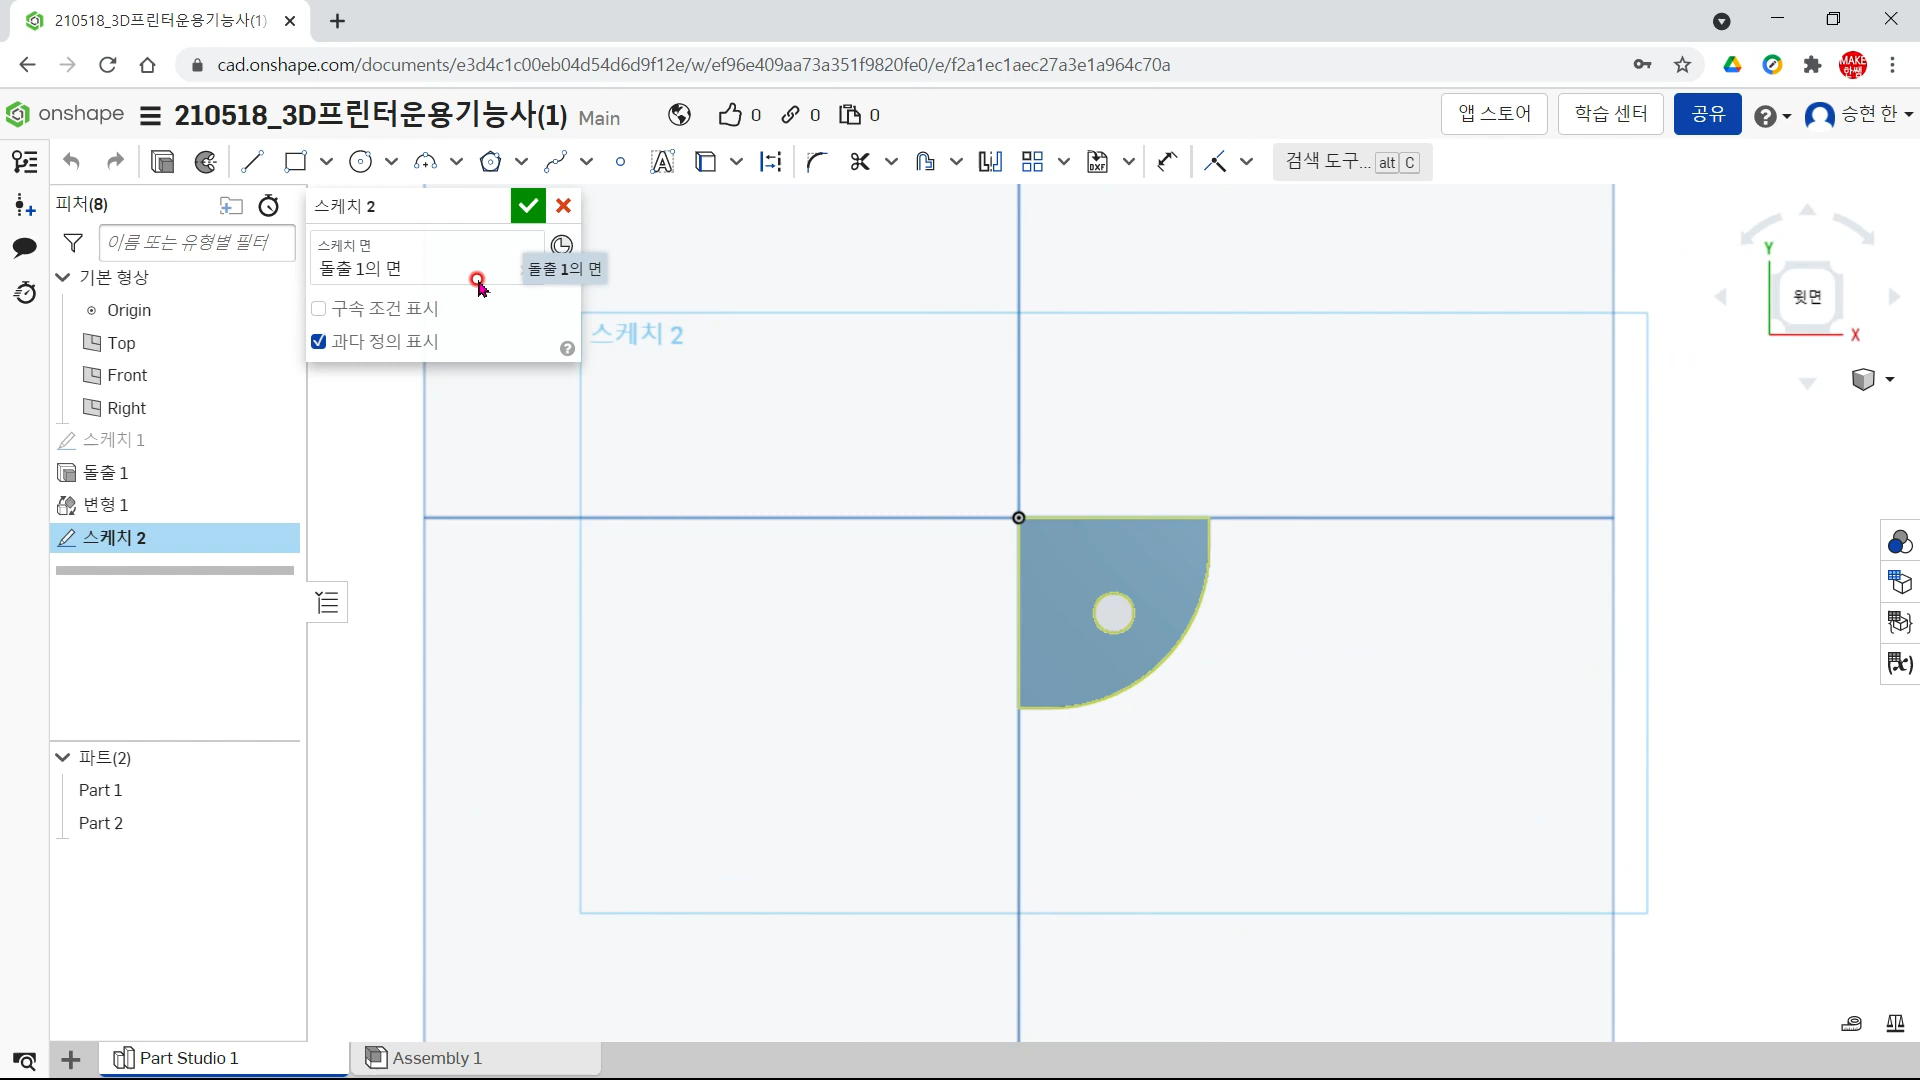 210518_3D프린터운용기능사(1)
cad.onshape.com/documents/e3d4c1c00eb04d54d6d9f12e/w/ef96e409aa73a351f9820fe0/e/f2a1ec1aec27a3e1a964c70a
MAKE
한쌤
onshape 210518_3D프린터운용기능사(1) Main 0 0 0
앱 스토어 학습 센터 공유 승현 한
검색 도구... alt C
DXF
피처(8)
이름 또는 유형별 필터
기본 형상
Origin
Top
Front
Right
스케치 1
돌출 1
변형 1
스케치 2
파트(2)
Part 1
Part 2
스케치 2
스케치 면
돌출 1의 면
돌출 1의 면
구속 조건 표시
과다 정의 표시
스케치 2
Y
윗면
X
(x)
Part Studio 1
Assembly 1